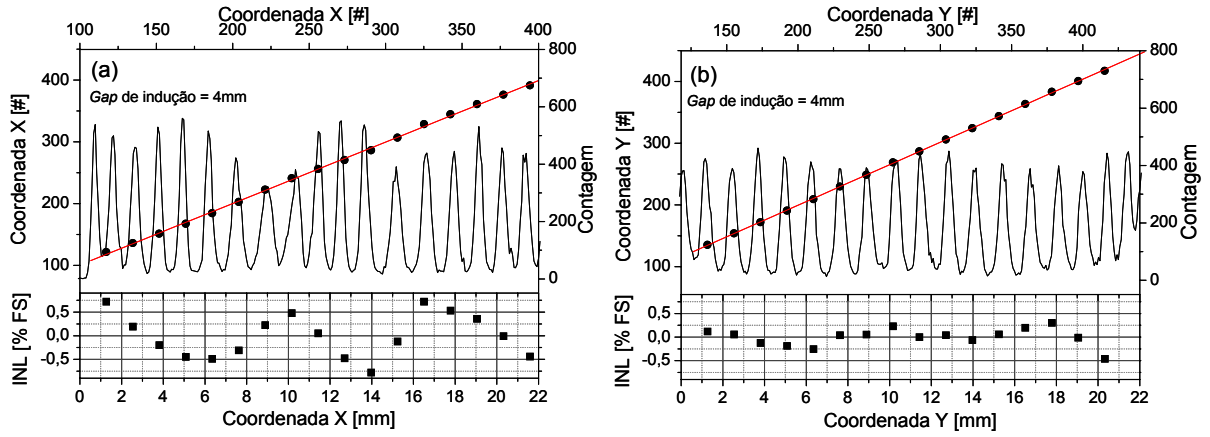 Coordenada X [#]
100 150 200 250 300 350 400
(a)
Gap de indução = 4mm
Coordenada X [#]
400
300
200
100
800
600
400
200
0
Contagem
INL [% FS]
0,5
0,0
-0,5
0 2 4 6 8 10 12 14 16 18 20 22
Coordenada X [mm]
Coordenada Y [#]
150 200 250 300 350 400
(b)
Gap de indução = 4mm
Coordenada Y [#]
400
300
200
100
800
600
400
200
0
Contagem
INL [% FS]
0,5
0,0
-0,5
0 2 4 6 8 10 12 14 16 18 20 22
Coordenada Y [mm]